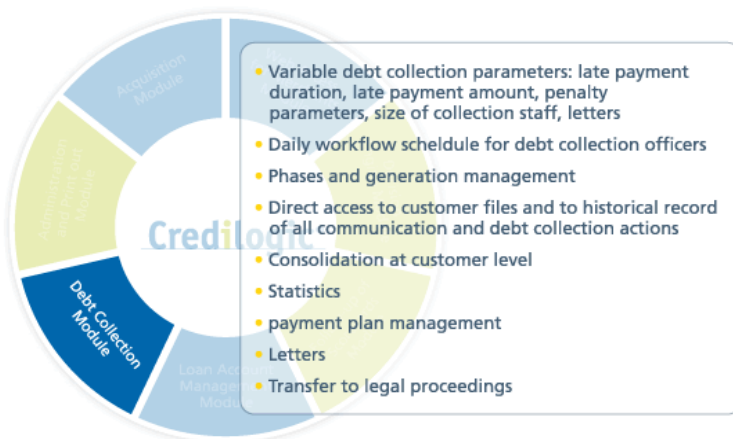 Acquisition
Module
• Variable debt collection parameters: late payment
duration, late payment amount, penalty
parameters, size of collection staff, letters
• Daily workflow scheldule for debt collection officers
• Phases and generation management
• Direct access to customer files and to historical record
of all communication and debt collection actions
• Consolidation at customer level
• Statistics
• payment plan management
• Letters
• Transfer to legal proceedings
Administration
and Print out
Module
Credilogic
Debt Collection
Module
Loan Account
Management
Module